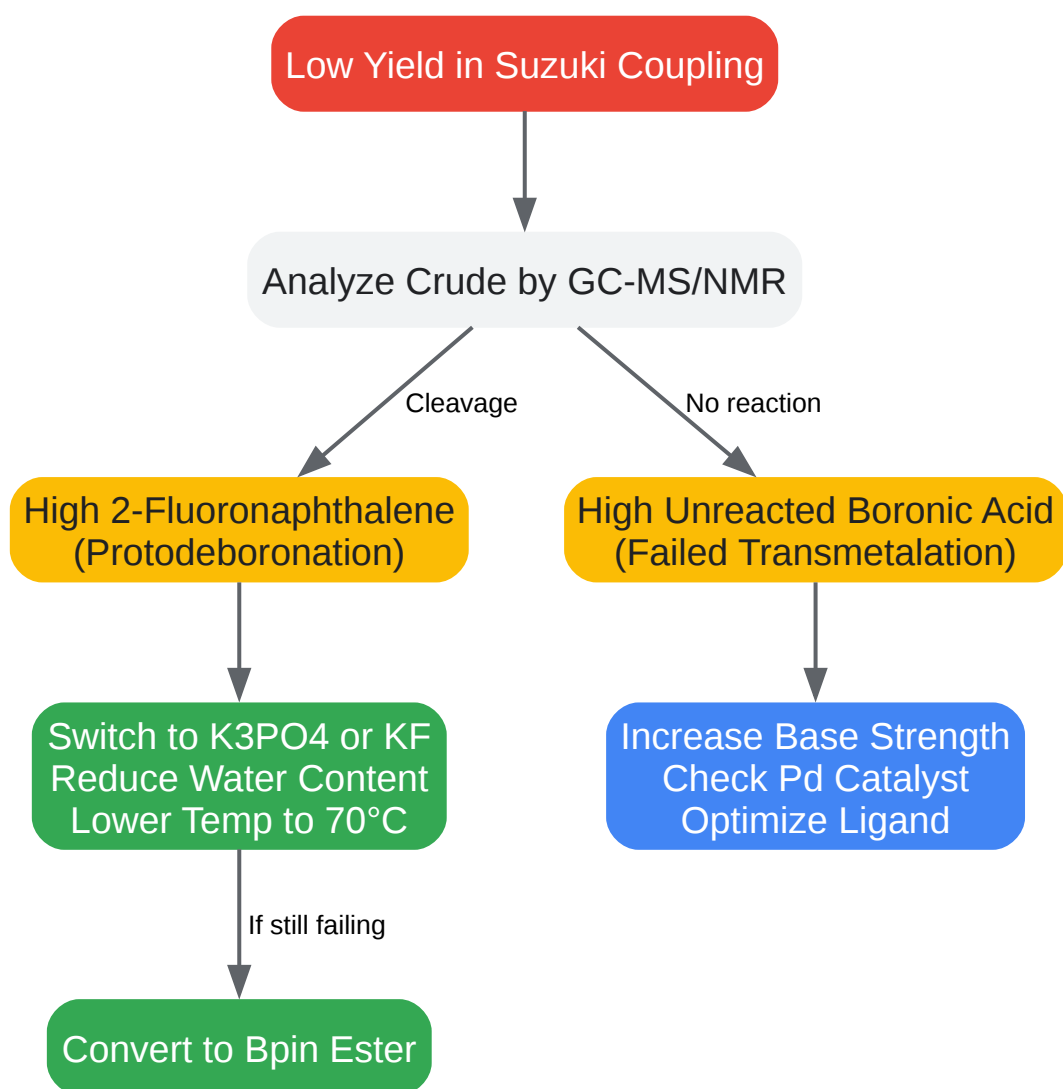 Low Yield in Suzuki Coupling
Analyze Crude by GC-MS/NMR
Cleavage
No reaction
High 2-Fluoronaphthalene
(Protodeboronation)
High Unreacted Boronic Acid
(Failed Transmetalation)
Switch to K3PO4 or KF
Reduce Water Content
Lower Temp to 70°C
Increase Base Strength
Check Pd Catalyst
Optimize Ligand
If still failing
Convert to Bpin Ester